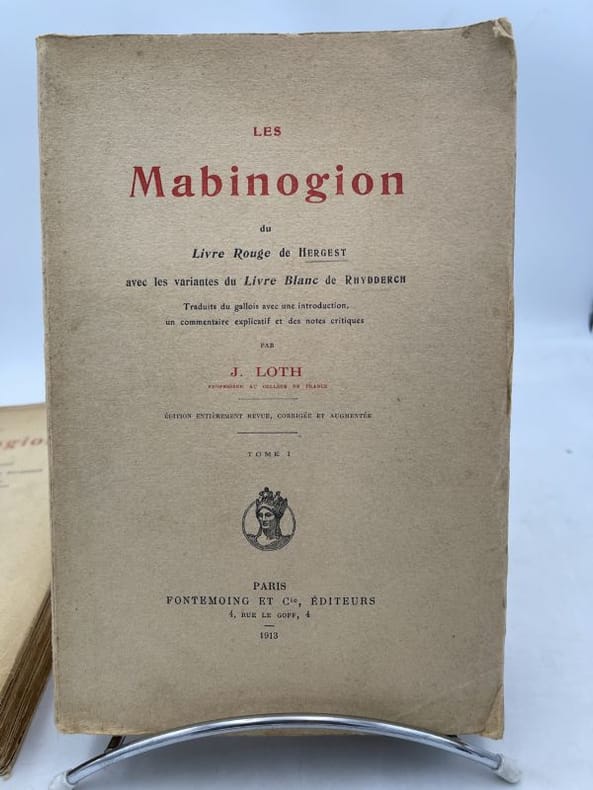 LES
Mabinogion
du
Livre Rouge de HERGEST
avec les variantes du Livre Blanc de RHYDDERCH
Traduits du gallois avec une introduction,
un commentaire explicatif et des notes critiques
PAR
J. LOTH
PROFESSEUR AU COLLÈGE DE FRANCE
ÉDITION ENTIÈREMENT REVUE, CORRIGÉE ET AUGMENTÉE
TOME I
PARIS
FONTEMOING ET Cie, ÉDITEURS
4, RUE LE GOFF, 4
1913